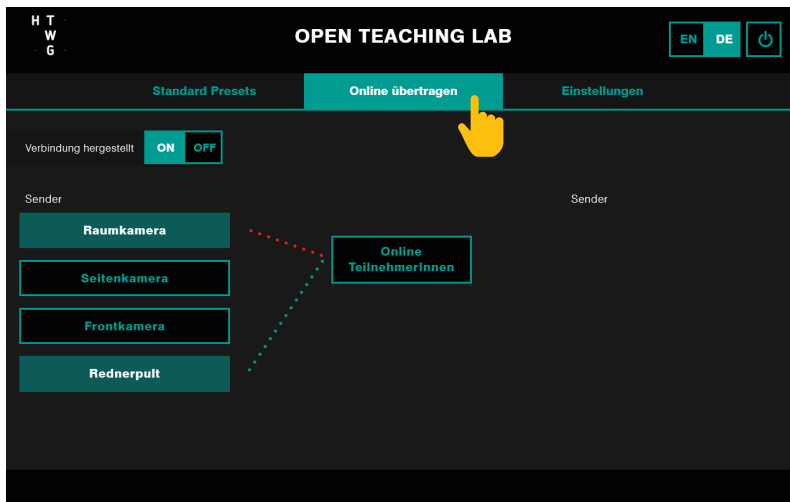 H T
W
G
OPEN TEACHING LAB
EN DE
Standard Presets Online übertragen Einstellungen
Verbindung hergestellt ON OFF
Sender Sender
Raumkamera
Seitenkamera
Frontkamera
Rednerpult
Online
TeilnehmerInnen